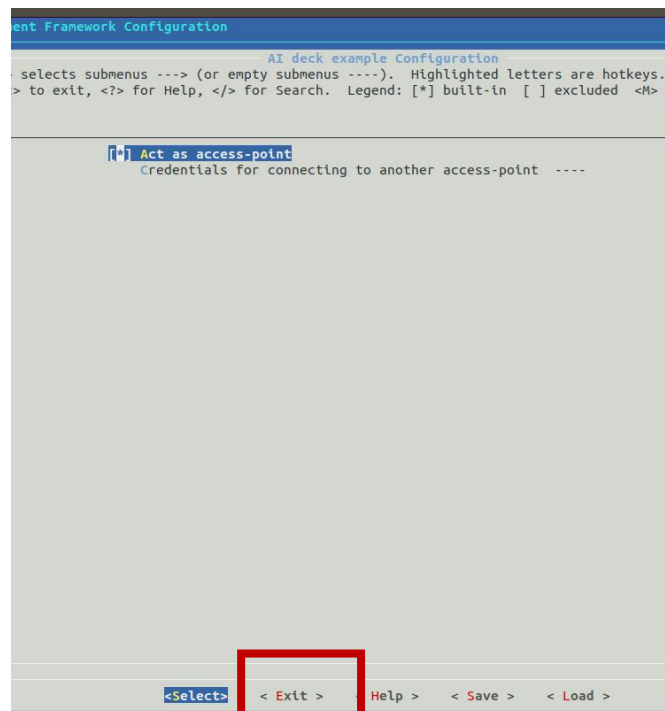 ent Framework Configuration
AI deck example Configuration
selects submenus ---> (or empty submenus ----). Highlighted letters are hotkeys.
> to exit, <?> for Help, </> for Search. Legend: [*] built-in [ ] excluded <M>
[*] Act as access-point
Credentials for connecting to another access-point ----
<Select> < Exit > < Help > < Save > < Load >